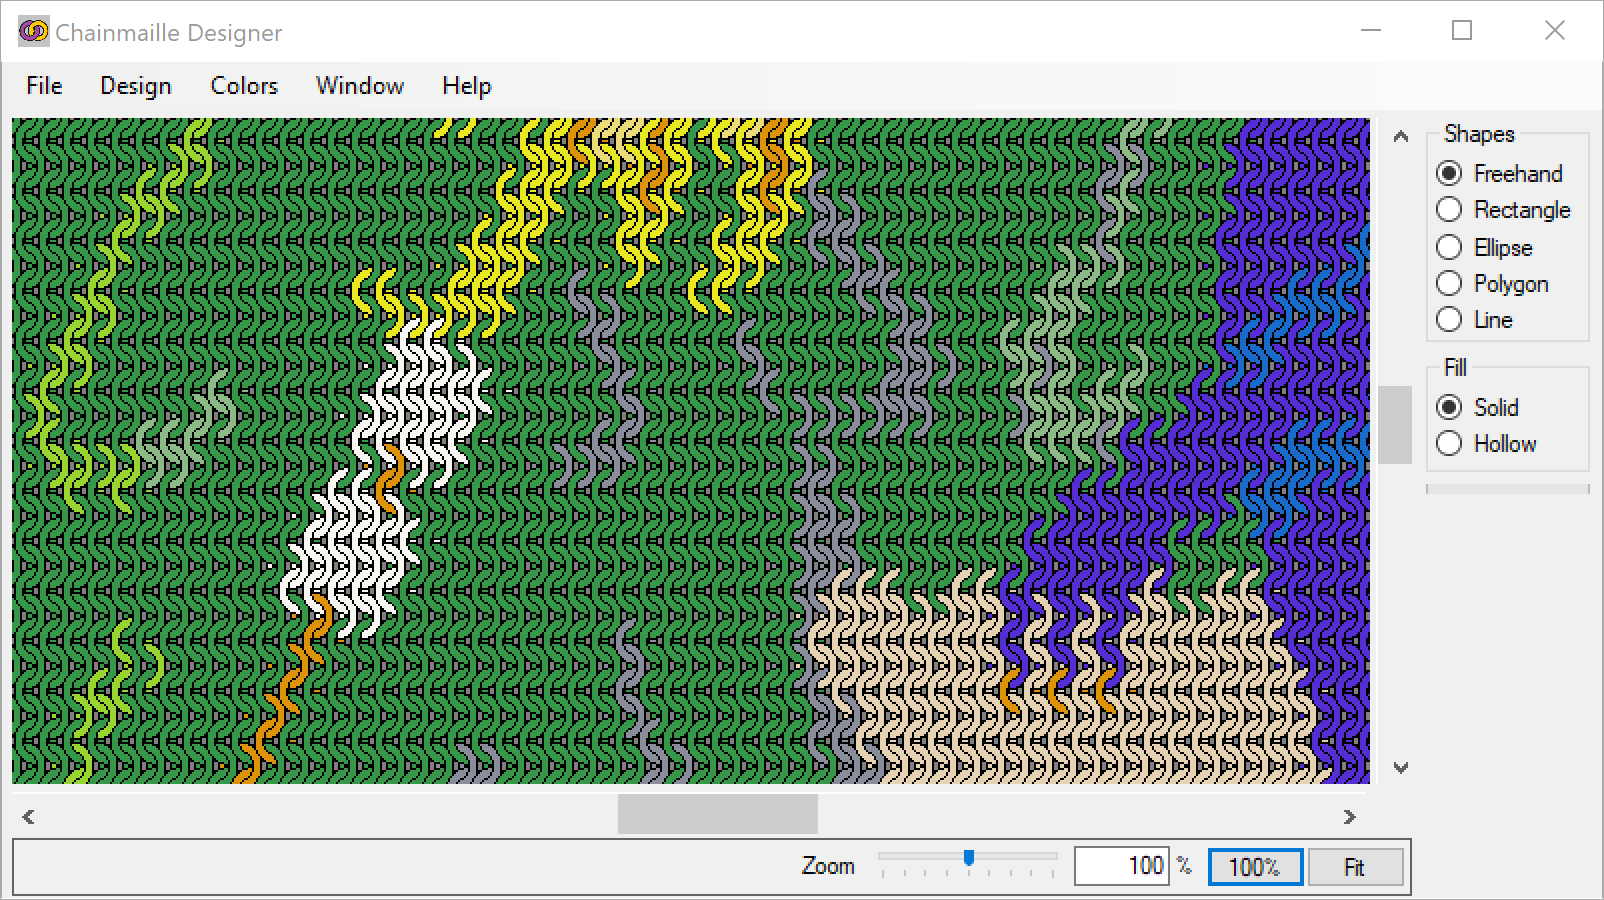 Chainmaille Designer
File Design Colors Window Help
Shapes
Freehand
Rectangle
Ellipse
Polygon
Line
Fill
Solid
Hollow
Zoom 100 % 100% Fit